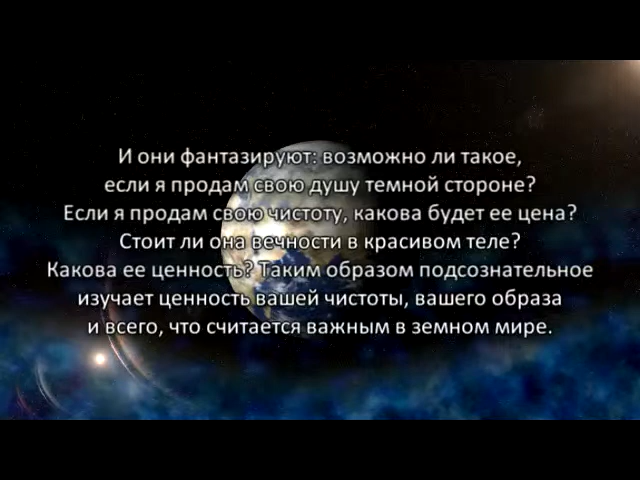 И они фантазируют: возможно ли такое,
если я продам свою душу темной стороне?
Если я продам свою чистоту, какова будет ее цена?
Стоит ли она вечности в красивом теле?
Какова ее ценность? Таким образом подсознательное
изучает ценность вашей чистоты, вашего образа
и всего, что считается важным в земном мире.